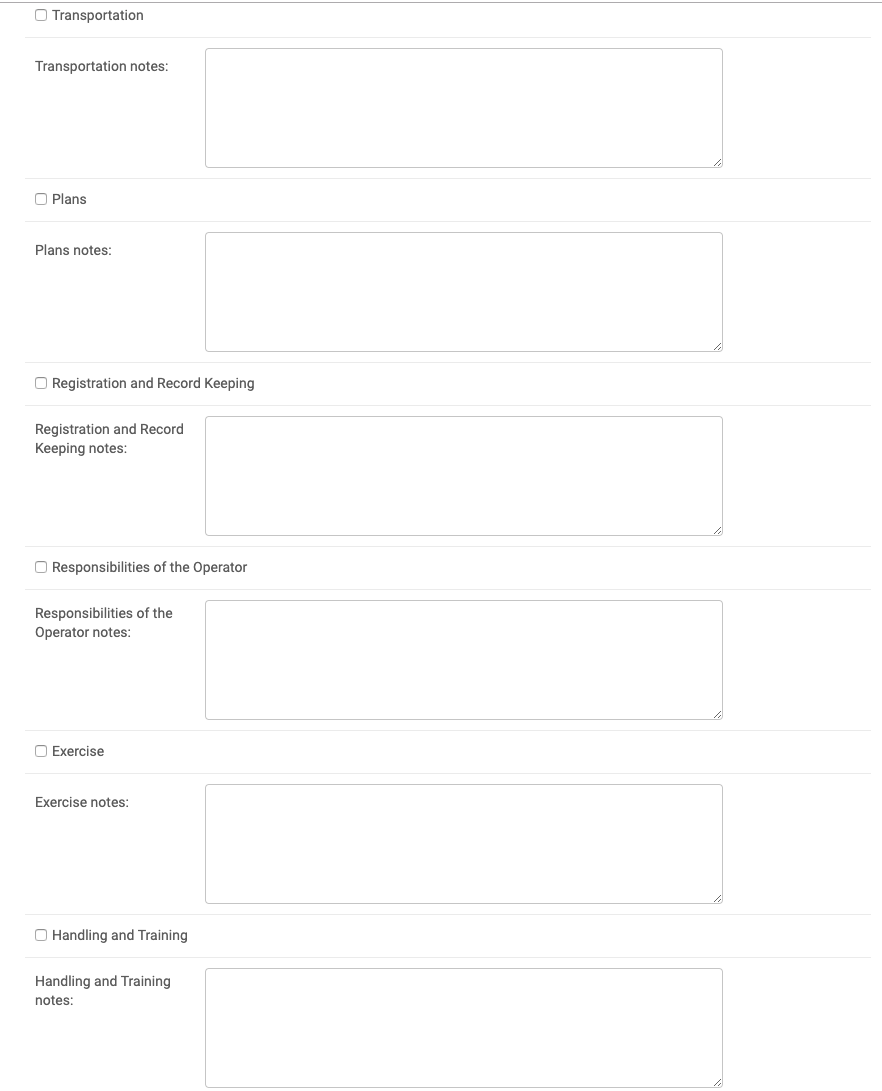 Transportation
Transportation notes:
Plans
Plans notes:
Registration and Record Keeping
Registration and Record
Keeping notes:
Responsibilities of the Operator
Responsibilities of the
Operator notes:
Exercise
Exercise notes:
Handling and Training
Handling and Training
notes: